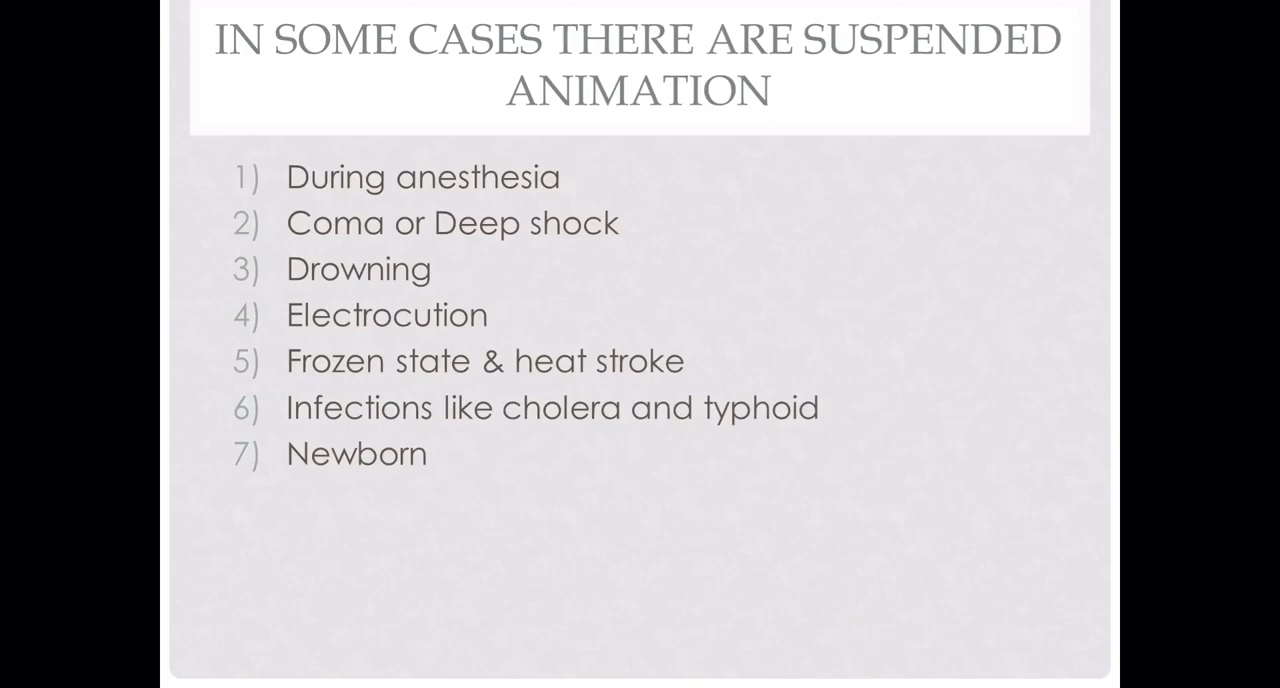 IN SOME CASES THERE ARE SUSPENDED
ANIMATION
1) During anesthesia
2) Coma or Deep shock
3) Drowning
4) Electrocution
5) Frozen state & heat stroke
6) Infections like cholera and typhoid
7) Newborn